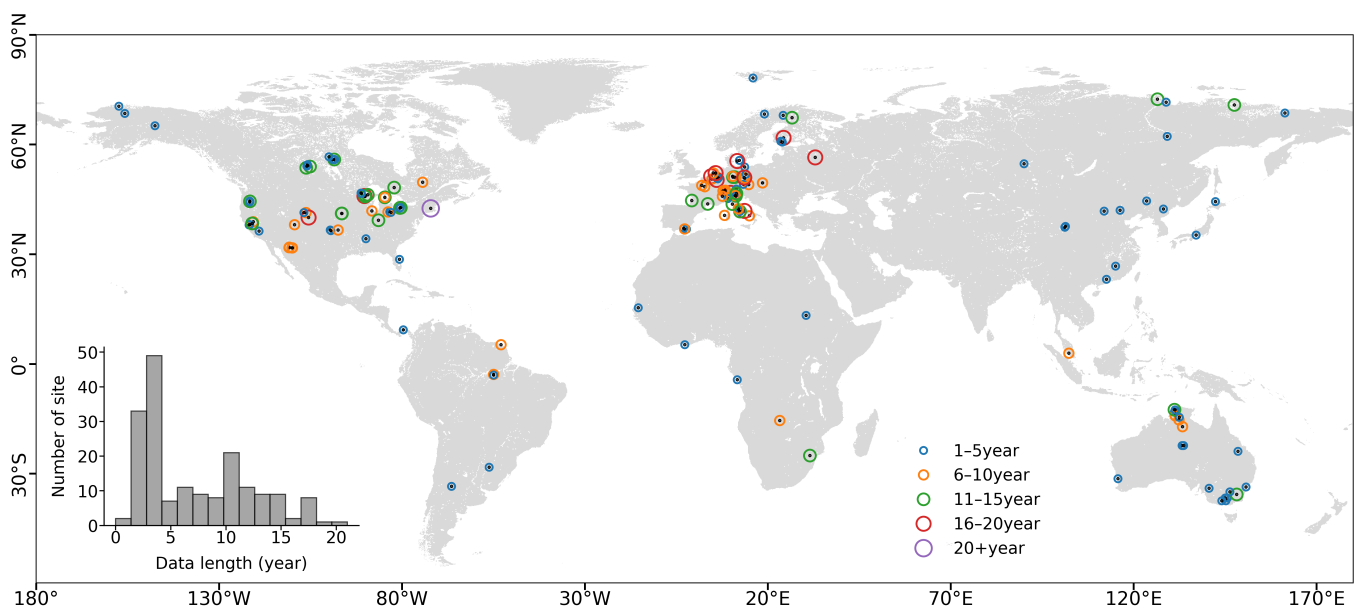 90°N
60°N
30°N
0°
30°S
50
40
30
20
10
0
Number of site
0 5 10 15 20
Data length (year)
1–5year
6–10year
11–15year
16–20year
20+year
180° 130°W 80°W 30°W 20°E 70°E 120°E 170°E